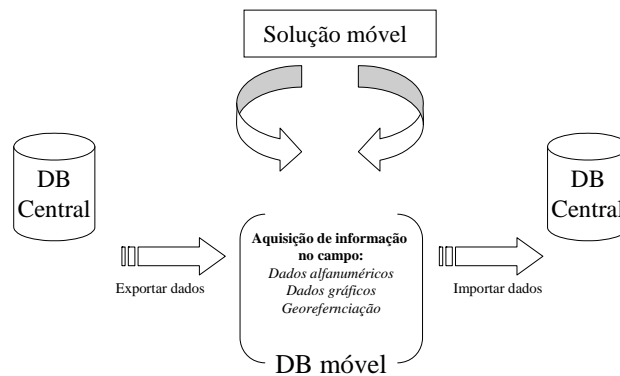 Solução móvel
DB
Central
Exportar dados
Aquisição de informação
no campo:
Dados alfanuméricos
Dados gráficos
Georefernciação
DB móvel
Importar dados
DB
Central